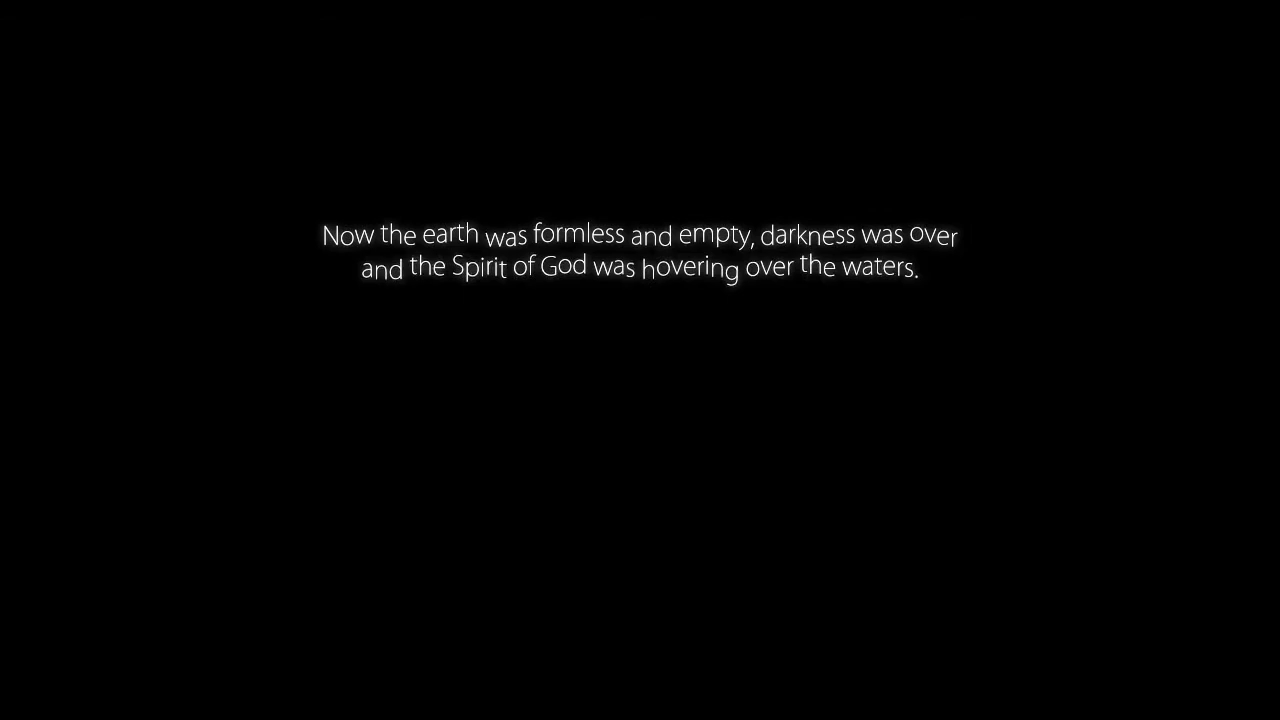 Now the earth was formless and empty, darkness was over
and the Spirit of God was hovering over the waters.